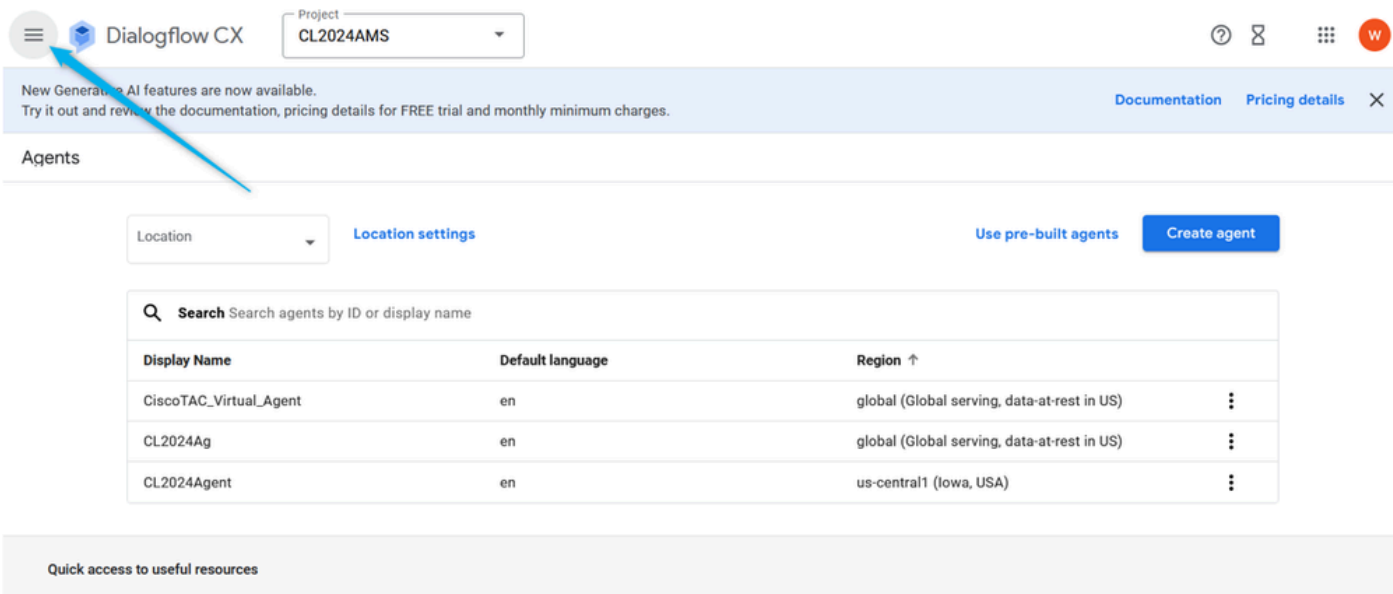 Project
Dialogflow CX
CL2024AMS
W
New Generative AI features are now available.
Try it out and review the documentation, pricing details for FREE trial and monthly minimum charges.
Documentation
Pricing details
Agents
Location
Location settings
Use pre-built agents
Create agent
Search Search agents by ID or display name
Display Name Default language Region
CiscoTAC_Virtual_Agent en global (Global serving, data-at-rest in US)
CL2024Ag en global (Global serving, data-at-rest in US)
CL2024Agent en us-central1 (Iowa, USA)
Quick access to useful resources